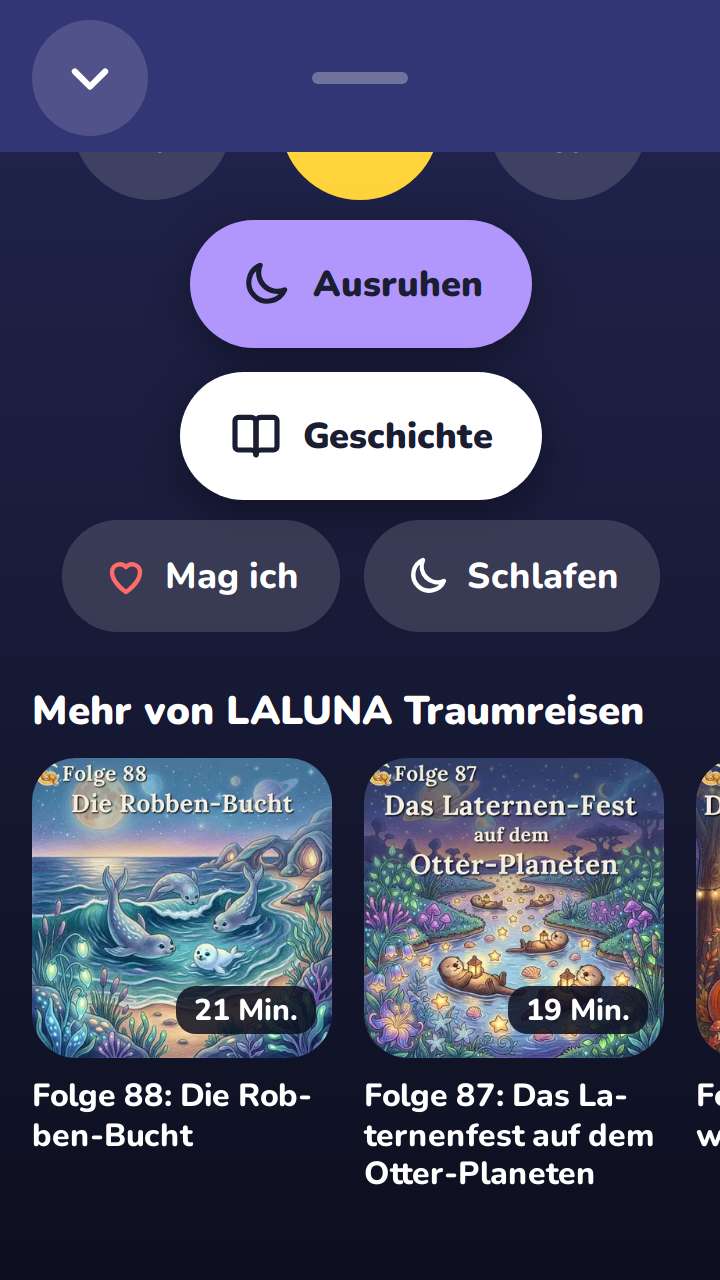 Ausruhen
Geschichte
Mag ich
Schlafen
Mehr von LALUNA Traumreisen
Folge 88
Die Robben-Bucht
21 Min.
Folge 87
Das Laternen-Fest
auf dem
Otter-Planeten
19 Min.
Folge 88: Die Rob-
ben-Bucht
Folge 87: Das La-
ternenfest auf dem
Otter-Planeten